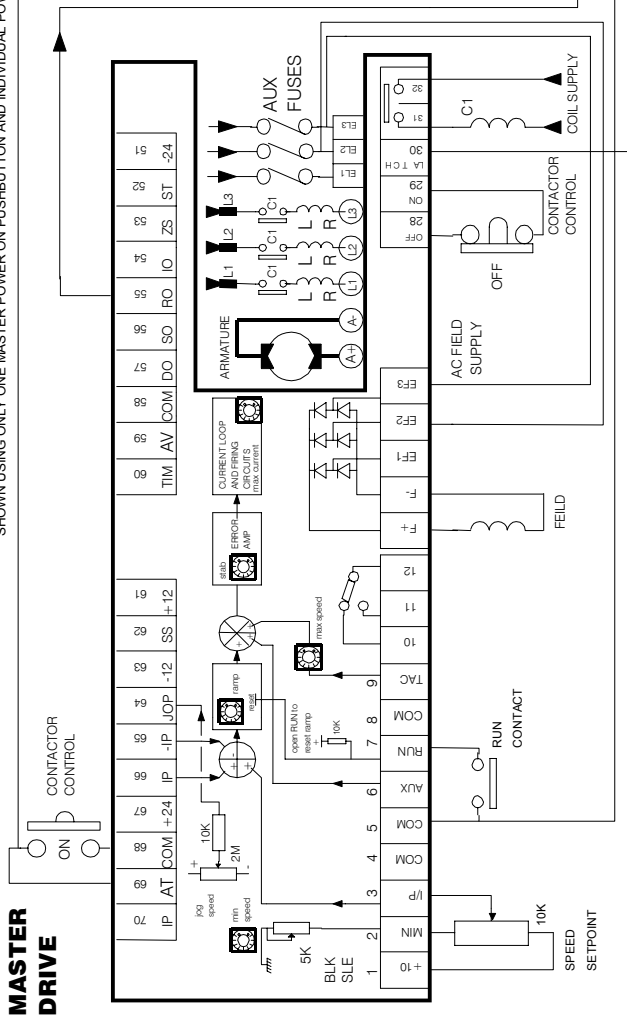 SHOWN USING ONLY ONE MASTER POWER ON PUSHBUTTON AND INDIVIDUAL
MASTER
DRIVE
CONTACTOR
CONTROL
ON
70 69 68 67 66 65 64 63 62 61
IP AT COM +24 IP -IP JOP -12 SS +12
60 59 58 57 56 55 54 53 52 51
TIM AV COM DO SO RO IO ZS ST -24
jog
speed
+
-
10K
2M
min
speed
5K
BLK
SLE
+ -
+
ramp
reset
open RUN to
reset ramp
+
10K
+ +
+
max speed
stab
ERROR
AMP
CURRENT LOOP
AND FIRING
CIRCUITS
max current
ARMATURE
A+ A-
L1 L2 L3
C1 C1 C1
L L L
R R R
L1 L2 L3
AUX
FUSES
EL1 EL2 EL3
1 2 3 4 5 6 7 8 9 10 11 12
+10 MIN I/P COM COM AUX RUN COM TAC
F+ F- EF1 EF2 EF3
28 29 30 31 32
OFF ON LATCH
10K
SPEED
SETPOINT
RUN
CONTACT
FEILD
AC FIELD
SUPPLY
OFF
CONTACTOR
CONTROL
C1
COIL SUPPLY